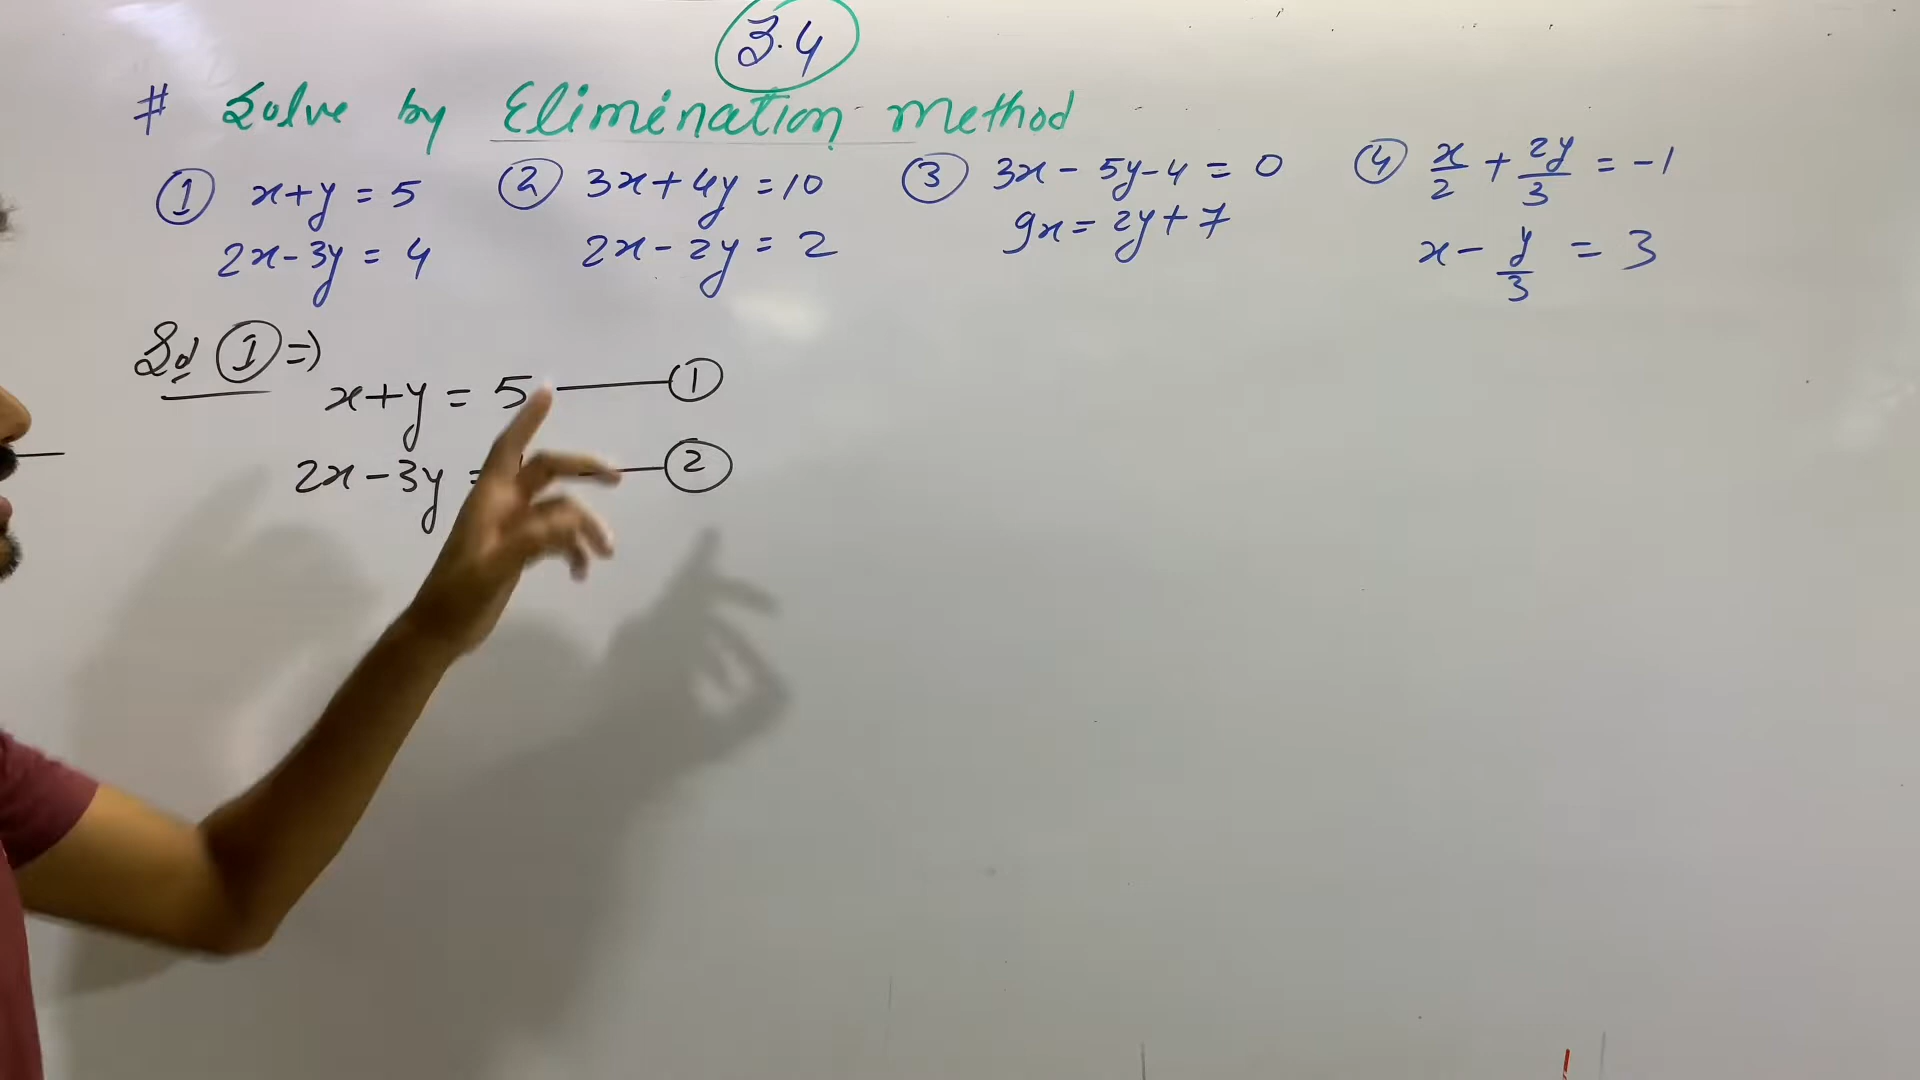 3.4
# Solve by Elimination Method
① x+y = 5
2x-3y = 4
② 3x+4y = 10
2x-2y = 2
③ 3x-5y-4 = 0
9x = 2y+7
④ x/2 + 2y/3 = -1
x - y/3 = 3
Sol ① =>
x+y = 5 — ①
2x-3y = — ②